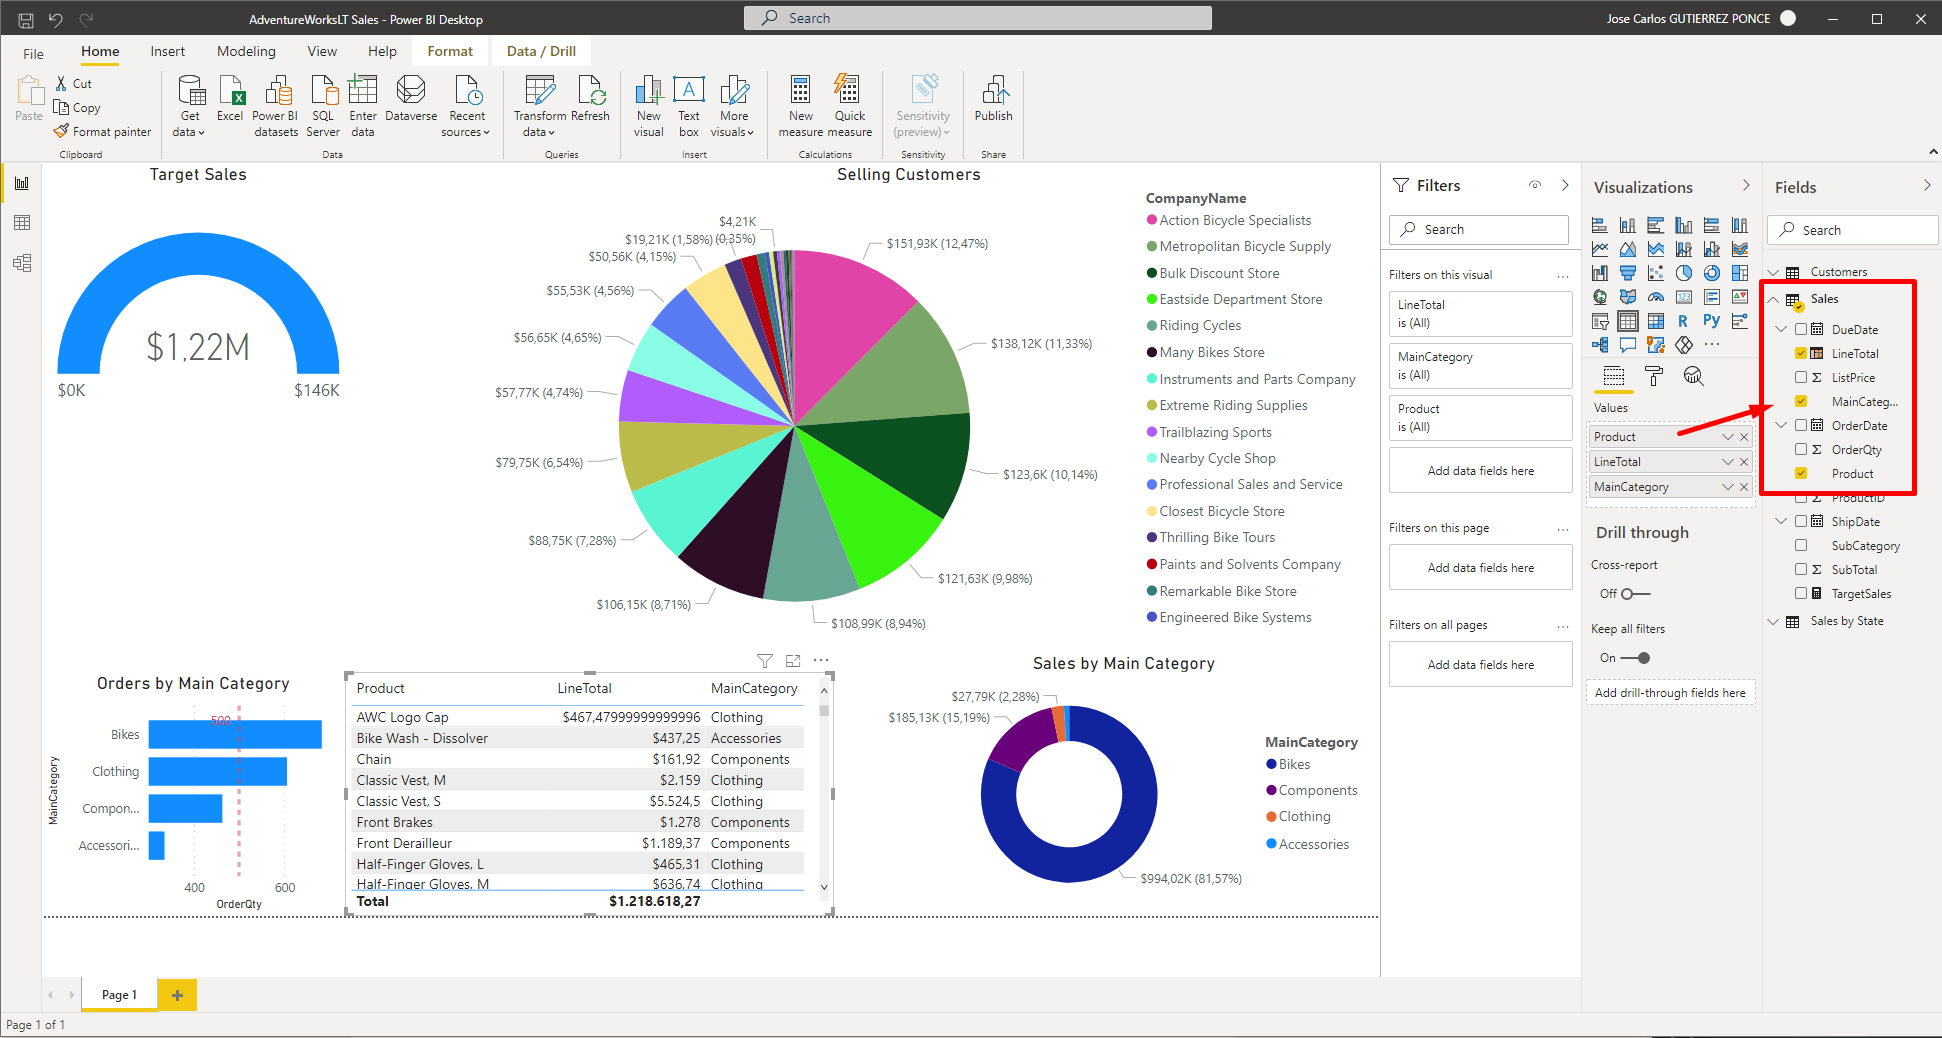 AdventureWorksLT Sales - Power BI Desktop
Search
Jose Carlos GUTIERREZ PONCE
File
Home
Insert
Modeling
View
Help
Format
Data / Drill
Paste
Cut
Copy
Format painter
Clipboard
Get data
Excel
Power BI datasets
SQL Server
Enter data
Dataverse
Recent sources
Data
Transform data
Refresh
Queries
New visual
A
Text box
More visuals
Insert
New measure
Quick measure
Calculations
Sensitivity (preview)
Sensitivity
Publish
Share
Target Sales
$1,22M
$0K
$146K
Selling Customers
$4,21K
(0,35%)
$19,21K (1,58%)
$50,56K (4,15%)
$55,53K (4,56%)
$56,65K (4,65%)
$57,77K (4,74%)
$79,75K (6,54%)
$88,75K (7,28%)
$106,15K (8,71%)
$108,99K (8,94%)
$121,63K (9,98%)
$123,6K (10,14%)
$138,12K (11,33%)
$151,93K (12,47%)
CompanyName
Action Bicycle Specialists
Metropolitan Bicycle Supply
Bulk Discount Store
Eastside Department Store
Riding Cycles
Many Bikes Store
Instruments and Parts Company
Extreme Riding Supplies
Trailblazing Sports
Nearby Cycle Shop
Professional Sales and Service
Closest Bicycle Store
Thrilling Bike Tours
Paints and Solvents Company
Remarkable Bike Store
Engineered Bike Systems
Orders by Main Category
MainCategory
500
Bikes
Clothing
Compon...
Accessori...
400
600
OrderQty
Product LineTotal MainCategory
AWC Logo Cap $467,47999999999996 Clothing
Bike Wash - Dissolver $437,25 Accessories
Chain $161,92 Components
Classic Vest, M $2.159 Clothing
Classic Vest, S $5.524,5 Clothing
Front Brakes $1.278 Components
Front Derailleur $1.189,37 Components
Half-Finger Gloves, L $465,31 Clothing
Half-Finger Gloves, M $636,74 Clothing
Total $1.218.618,27
Sales by Main Category
$27,79K (2,28%)
$185,13K (15,19%)
$994,02K (81,57%)
MainCategory
Bikes
Components
Clothing
Accessories
Filters
Search
Filters on this visual
LineTotal
is (All)
MainCategory
is (All)
Product
is (All)
Add data fields here
Filters on this page
Add data fields here
Filters on all pages
Add data fields here
Visualizations
123
R
Py
Values
Product
LineTotal
MainCategory
Drill through
Cross-report
Off
Keep all filters
On
Add drill-through fields here
Fields
Search
Customers
Sales
DueDate
LineTotal
ListPrice
MainCateg...
OrderDate
OrderQty
Product
ProductID
ShipDate
SubCategory
SubTotal
TargetSales
Sales by State
Page 1
Page 1 of 1